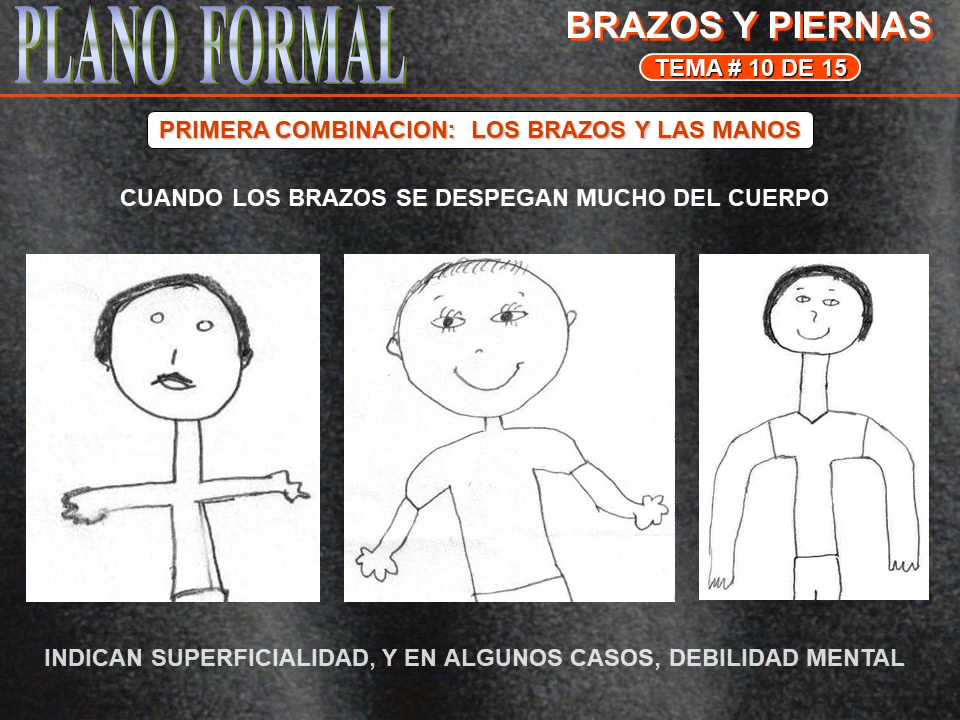 PLANO FORMAL
BRAZOS Y PIERNAS
TEMA # 10 DE 15
PRIMERA COMBINACION: LOS BRAZOS Y LAS MANOS
CUANDO LOS BRAZOS SE DESPEGAN MUCHO DEL CUERPO
INDICAN SUPERFICIALIDAD, Y EN ALGUNOS CASOS, DEBILIDAD MENTAL